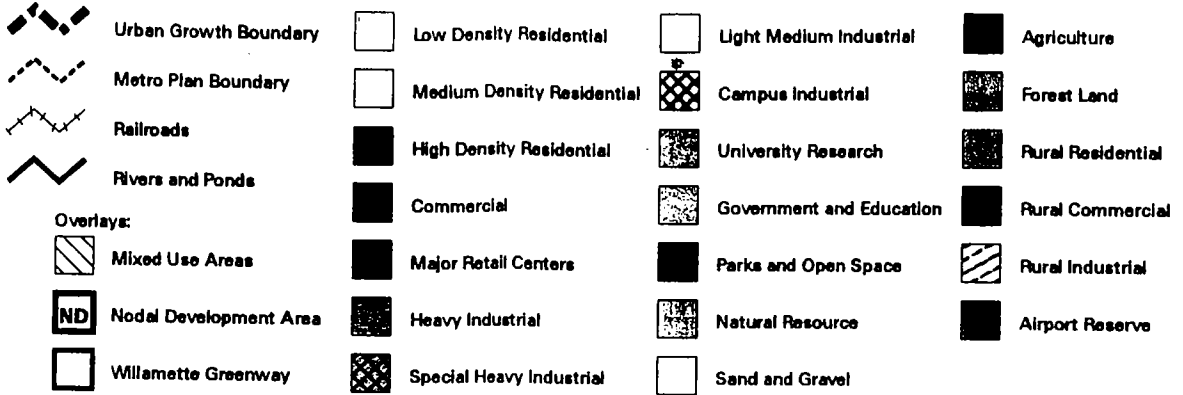 Urban Growth Boundary
Metro Plan Boundary
Railroads
Rivers and Ponds
Overlays:
Mixed Use Areas
ND Nodal Development Area
Willamette Greenway
Low Density Residential
Medium Density Residential
High Density Residential
Commercial
Major Retail Centers
Heavy Industrial
Special Heavy Industrial
Light Medium Industrial
Campus Industrial
University Research
Government and Education
Parks and Open Space
Natural Resource
Sand and Gravel
Agriculture
Forest Land
Rural Residential
Rural Commercial
Rural Industrial
Airport Reserve